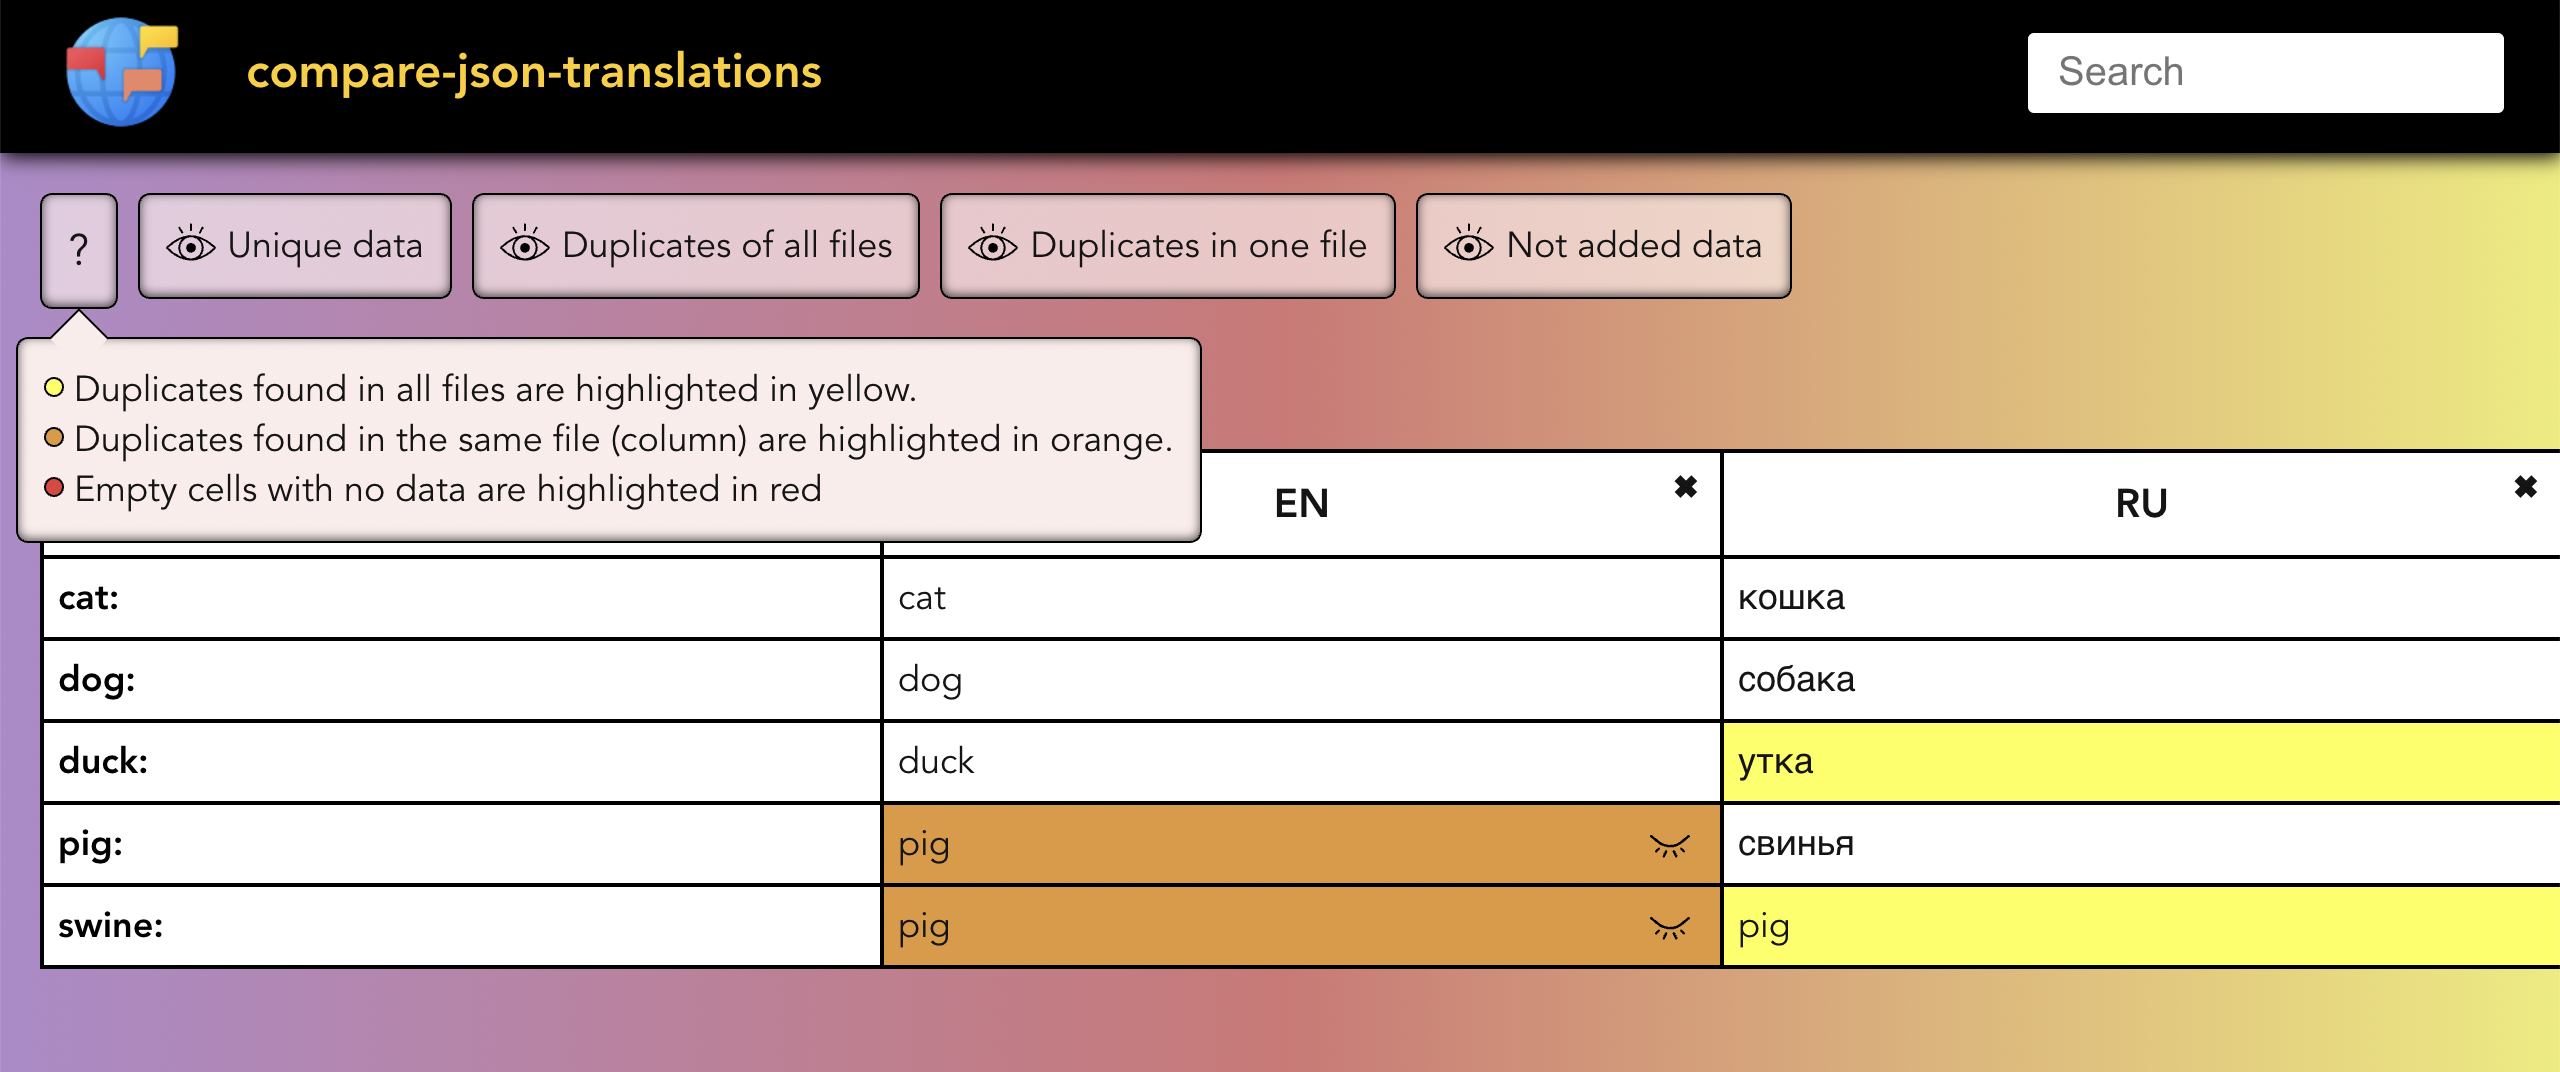 compare-json-translations
Search
?
Unique data
Duplicates of all files
Duplicates in one file
Not added data
Duplicates found in all files are highlighted in yellow.
Duplicates found in the same file (column) are highlighted in orange.
Empty cells with no data are highlighted in red
EN ✖ RU ✖
cat: cat кошка
dog: dog собака
duck: duck утка
pig: pig свинья
swine: pig pig